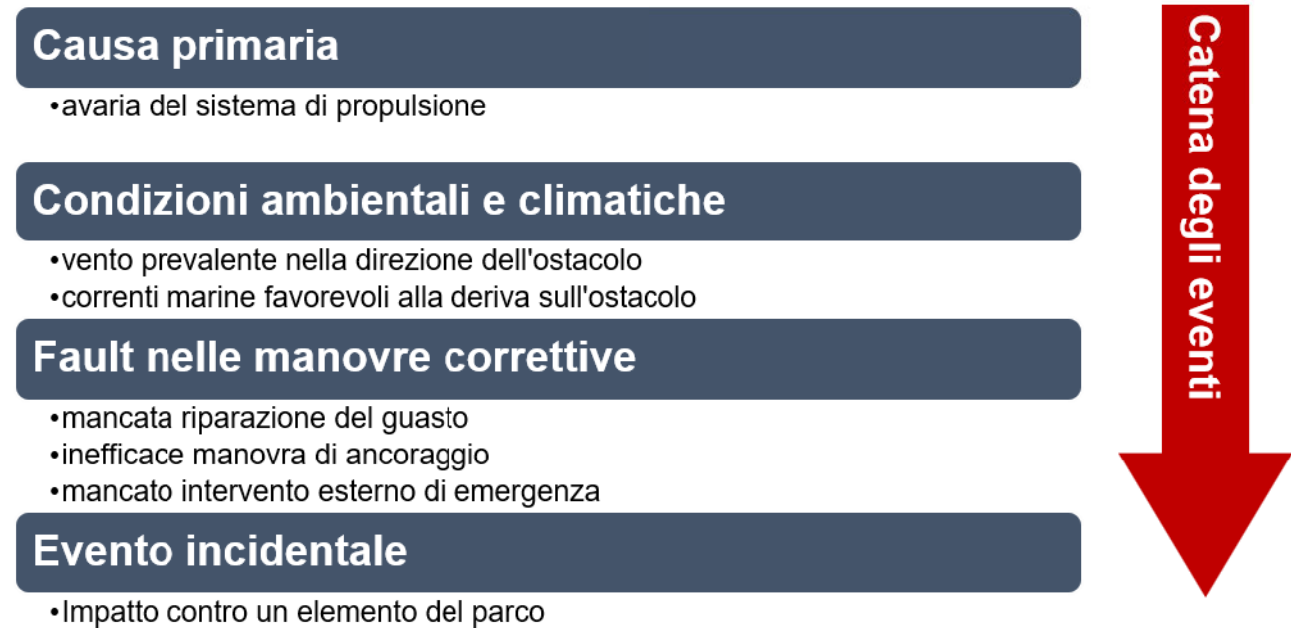 Causa primaria
•avaria del sistema di propulsione
Condizioni ambientali e climatiche
•vento prevalente nella direzione dell'ostacolo
•correnti marine favorevoli alla deriva sull'ostacolo
Fault nelle manovre correttive
•mancata riparazione del guasto
•inefficace manovra di ancoraggio
•mancato intervento esterno di emergenza
Evento incidentale
•Impatto contro un elemento del parco
Catena degli eventi